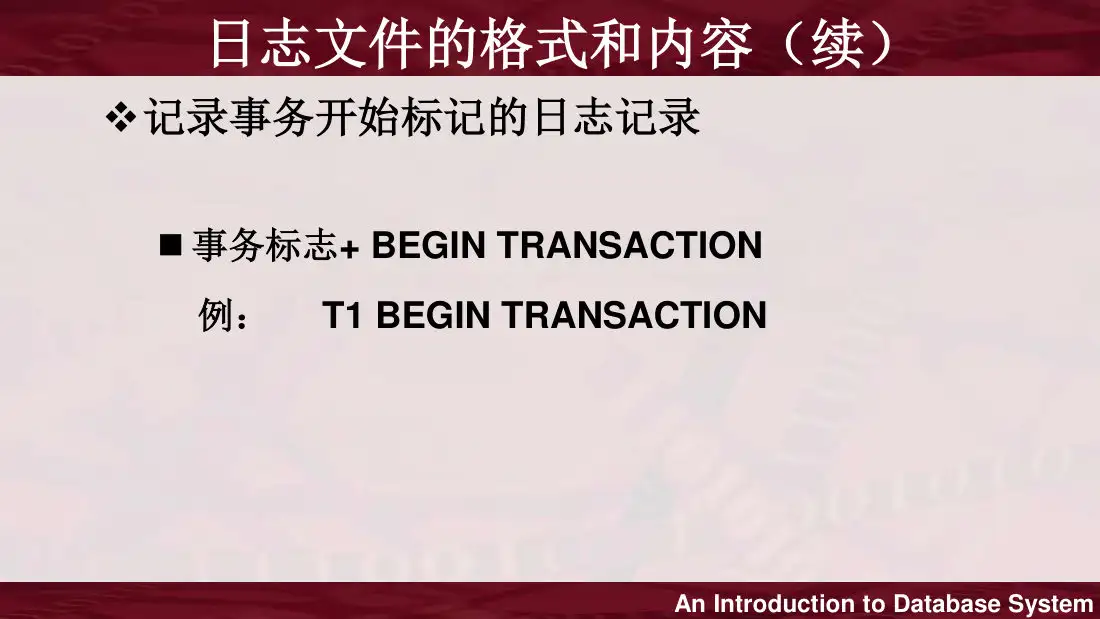 日志文件的格式和内容（续）
记录事务开始标记的日志记录
事务标志+ BEGIN TRANSACTION
例： T1 BEGIN TRANSACTION
An Introduction to Database System